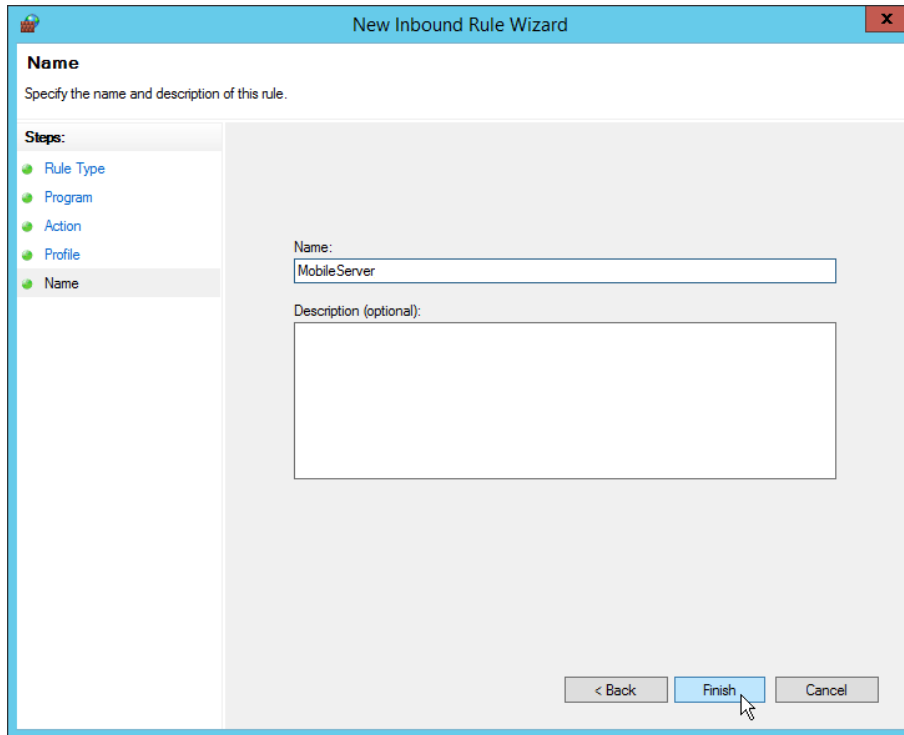 New Inbound Rule Wizard
x
Name
Specify the name and description of this rule.
Steps:
Rule Type
Program
Action
Profile
Name
Name:
MobileServer
Description (optional):
< Back
Finish
Cancel